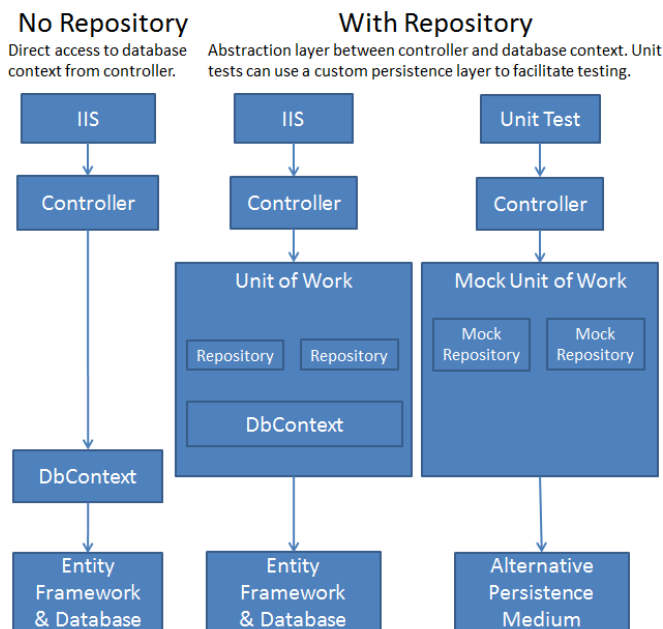 No Repository
Direct access to database
context from controller.
With Repository
Abstraction layer between controller and database context. Unit
tests can use a custom persistence layer to facilitate testing.
IIS
Controller
DbContext
Entity
Framework
& Database
IIS
Controller
Unit of Work
Repository
Repository
DbContext
Entity
Framework
& Database
Unit Test
Controller
Mock Unit of Work
Mock
Repository
Mock
Repository
Alternative
Persistence
Medium